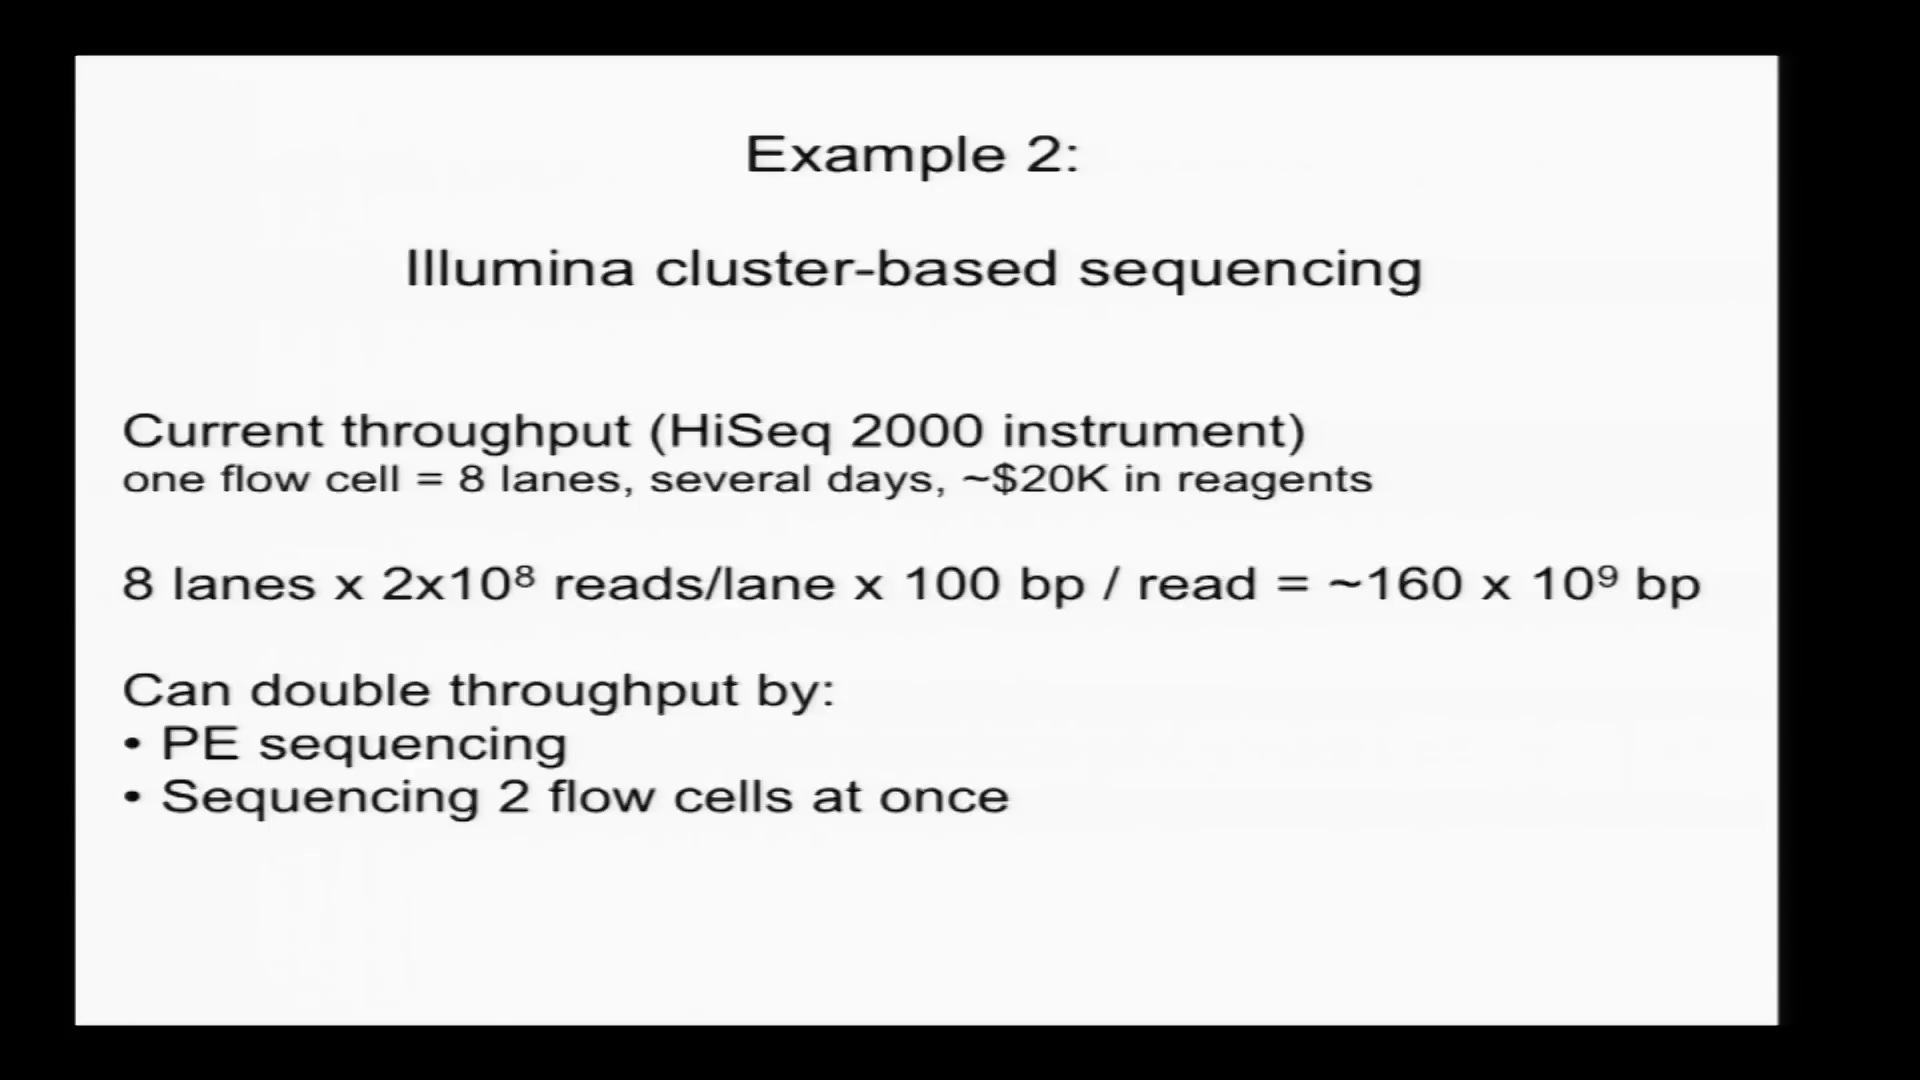 Example 2:
Illumina cluster-based sequencing
Current throughput (HiSeq 2000 instrument)
one flow cell = 8 lanes, several days, ~$20K in reagents
8 lanes x 2x10⁸ reads/lane x 100 bp / read = ~160 x 10⁹ bp
Can double throughput by:
• PE sequencing
• Sequencing 2 flow cells at once